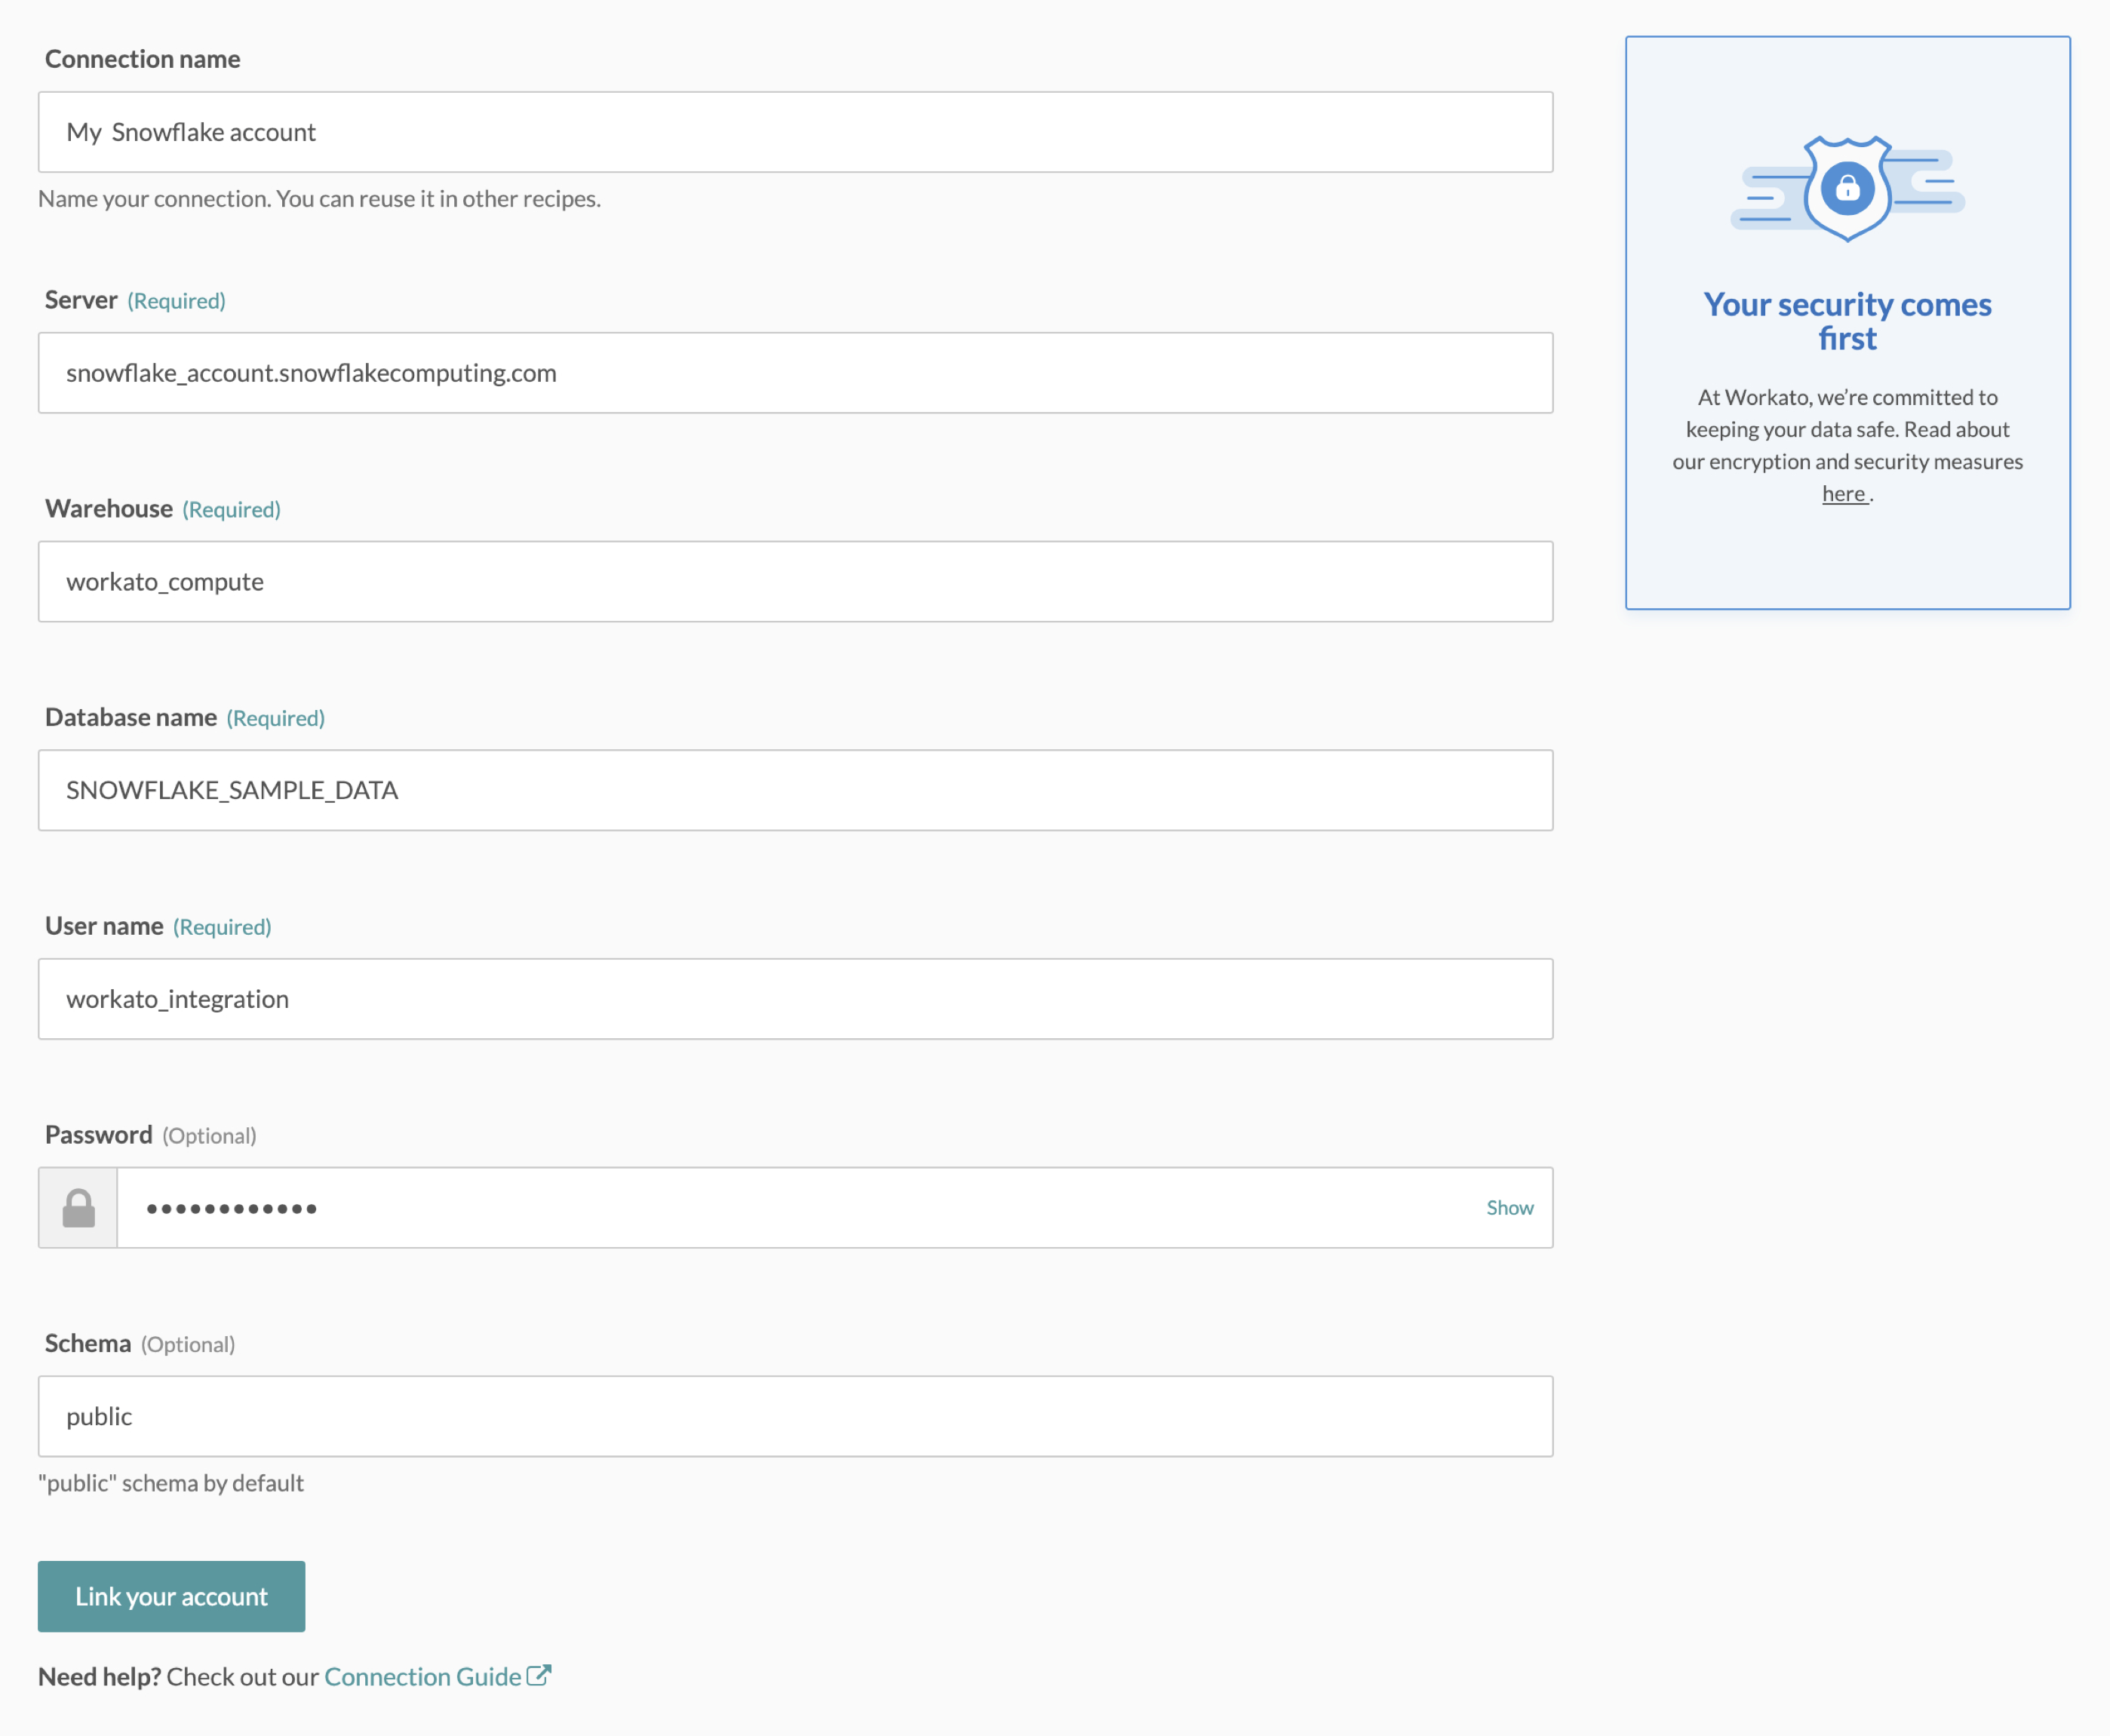 Connection name
My  Snowflake account
Name your connection. You can reuse it in other recipes.
Server (Required)
snowflake_account.snowflakecomputing.com
Warehouse (Required)
workato_compute
Database name (Required)
SNOWFLAKE_SAMPLE_DATA
User name (Required)
workato_integration
Password (Optional)
••••••••••••
Show
Schema (Optional)
public
"public" schema by default
Link your account
Need help? Check out our Connection Guide
Your security comes
first
At Workato, we’re committed to
keeping your data safe. Read about
our encryption and security measures
here .